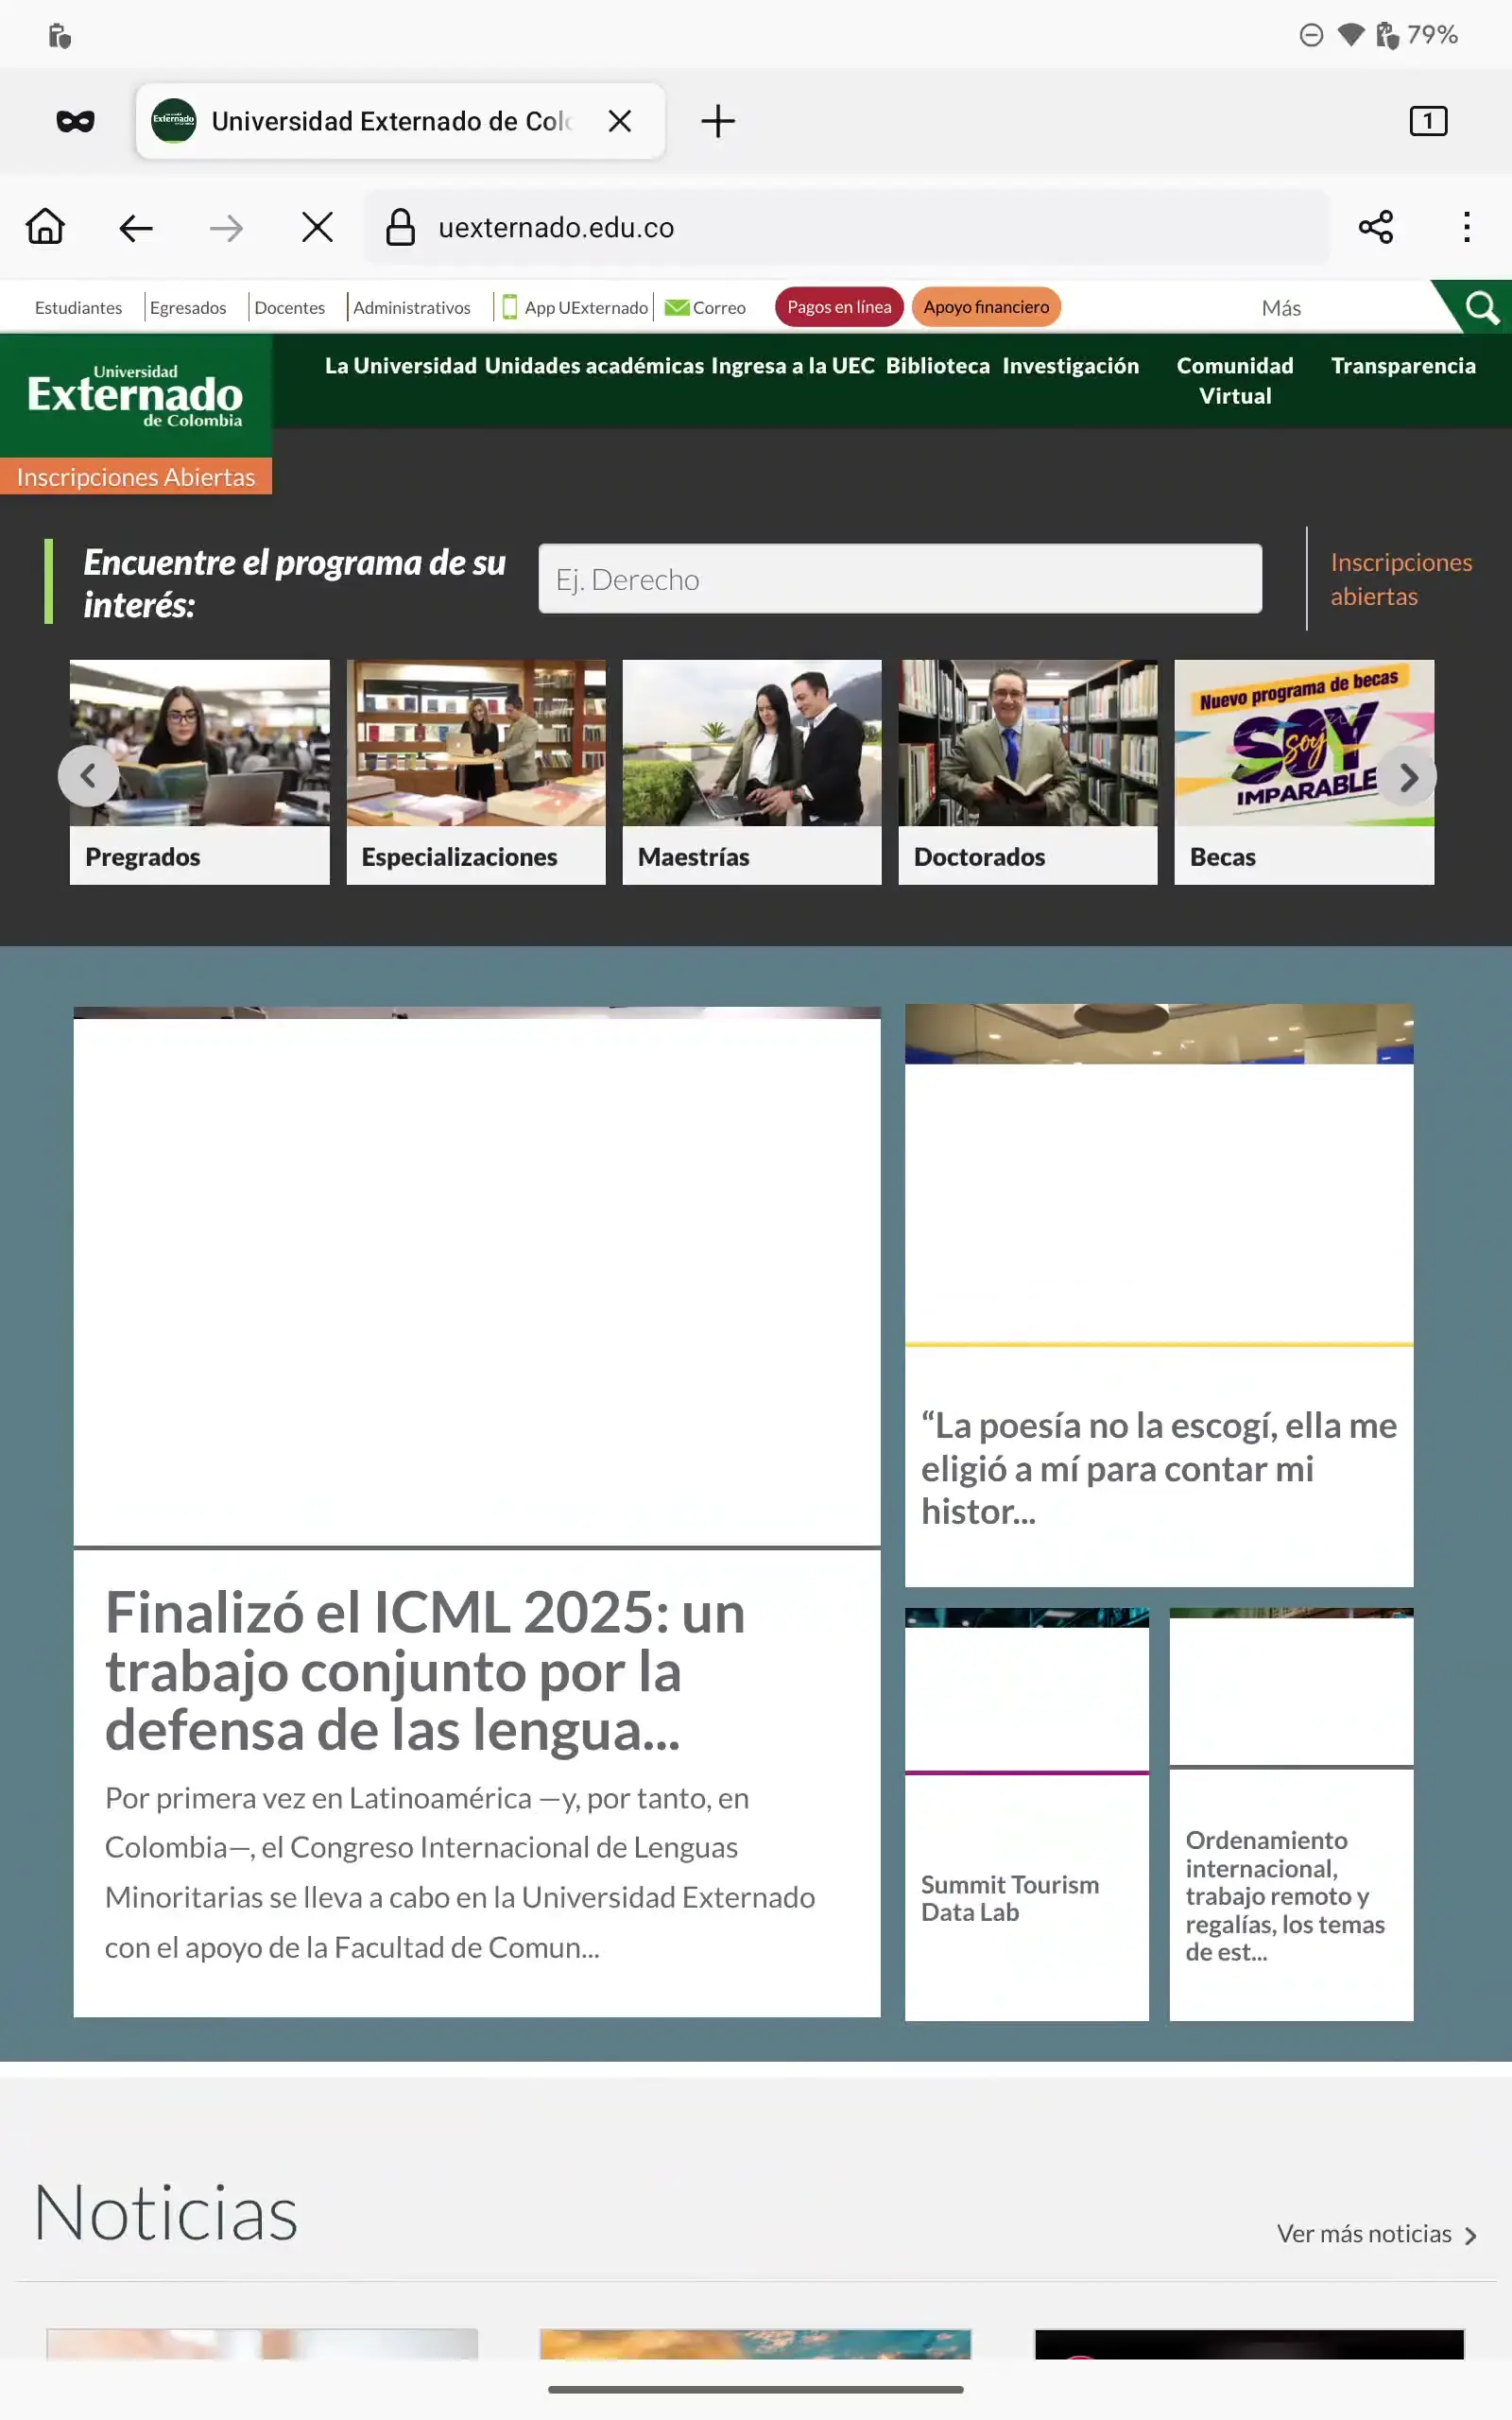 79%
Universidad Externado de Col
1
uexternado.edu.co
Estudiantes
Egresados
Docentes
Administrativos
App UExternado
Correo
Pagos en línea
Apoyo financiero
Más
Universidad
Externado
de Colombia
La Universidad
Unidades académicas
Ingresa a la UEC
Biblioteca
Investigación
Comunidad
Virtual
Transparencia
Inscripciones Abiertas
Encuentre el programa de su
interés:
Ej. Derecho
Inscripciones
abiertas
Nuevo programa de becas
SOY
soy
IMPARABLE
Pregrados
Especializaciones
Maestrías
Doctorados
Becas
Finalizó el ICML 2025: un
trabajo conjunto por la
defensa de las lengua...
Por primera vez en Latinoamérica —y, por tanto, en
Colombia—, el Congreso Internacional de Lenguas
Minoritarias se lleva a cabo en la Universidad Externado
con el apoyo de la Facultad de Comun...
“La poesía no la escogí, ella me
eligió a mí para contar mi
histor...
Summit Tourism
Data Lab
Ordenamiento
internacional,
trabajo remoto y
regalías, los temas
de est...
Noticias
Ver más noticias